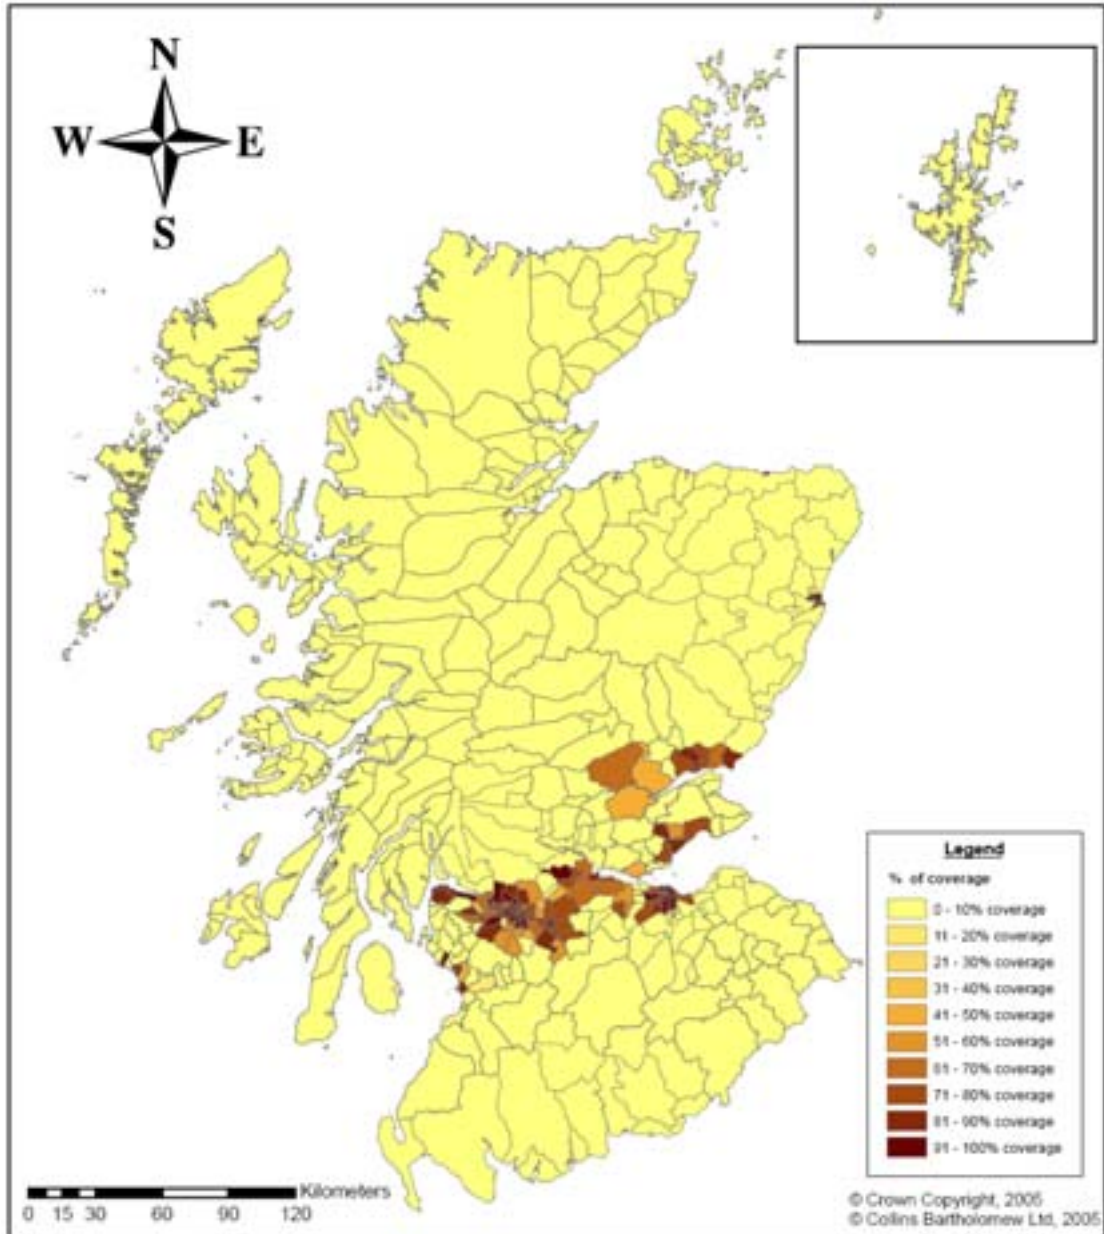 N
W E
S
Legend
% of coverage
0 - 10% coverage
11 - 20% coverage
21 - 30% coverage
31 - 40% coverage
41 - 50% coverage
51 - 60% coverage
61 - 70% coverage
71 - 80% coverage
81 - 90% coverage
91 - 100% coverage
Kilometers
0 15 30 60 90 120
© Crown Copyright, 2005
© Collins Bartholomew Ltd, 2005